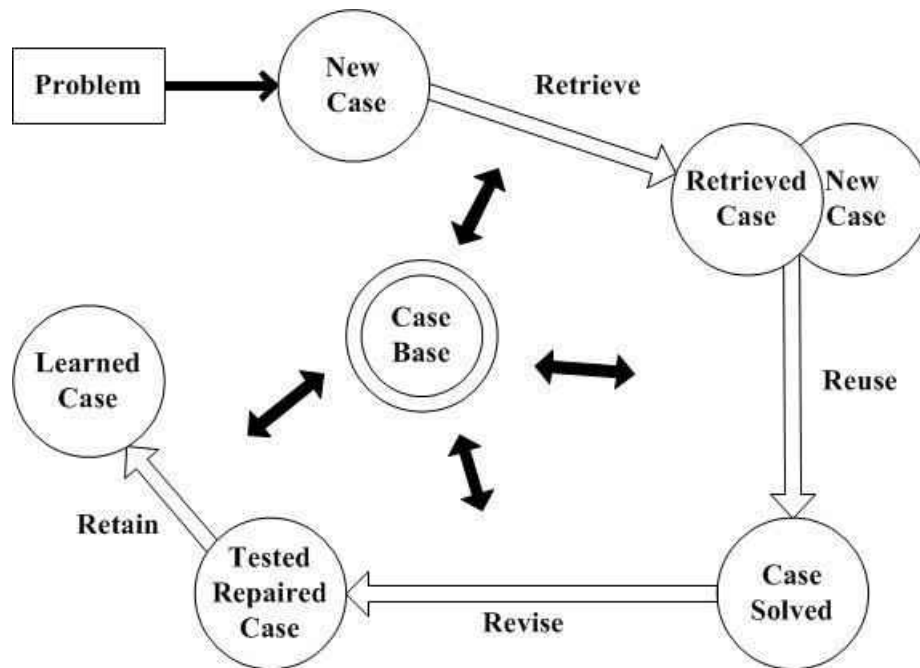 Problem
New
Case
Retrieve
Retrieved
Case
New
Case
Case
Base
Learned
Case
Reuse
Retain
Tested
Repaired
Case
Revise
Case
Solved